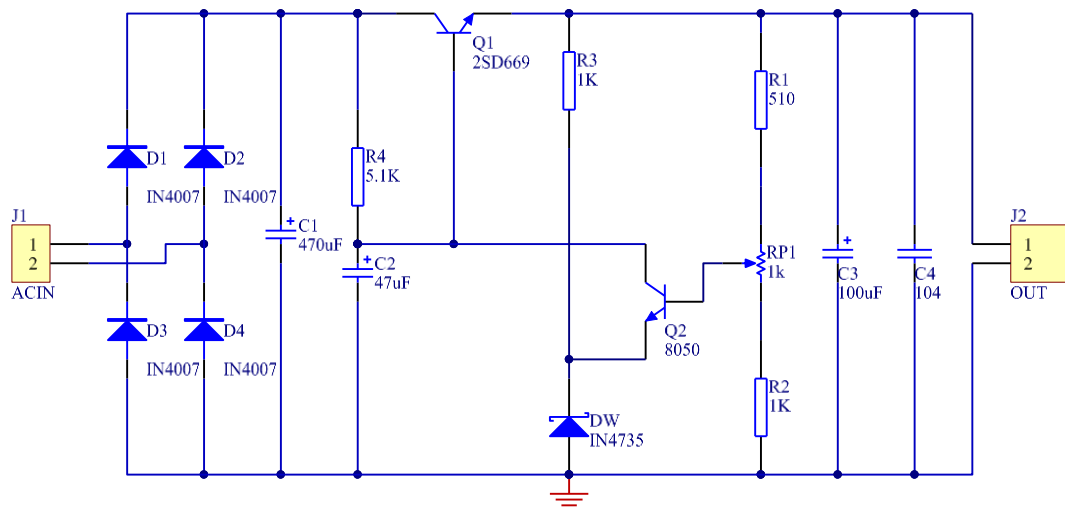 Q1
2SD669
R3
1K
R1
510
D1
D2
R4
5.1K
IN4007
IN4007
J1
1
2
ACIN
C1
470uF
C2
47uF
RP1
1k
C3
100uF
C4
104
J2
1
2
OUT
D3
D4
IN4007
IN4007
Q2
8050
R2
1K
DW
IN4735
+
+
+